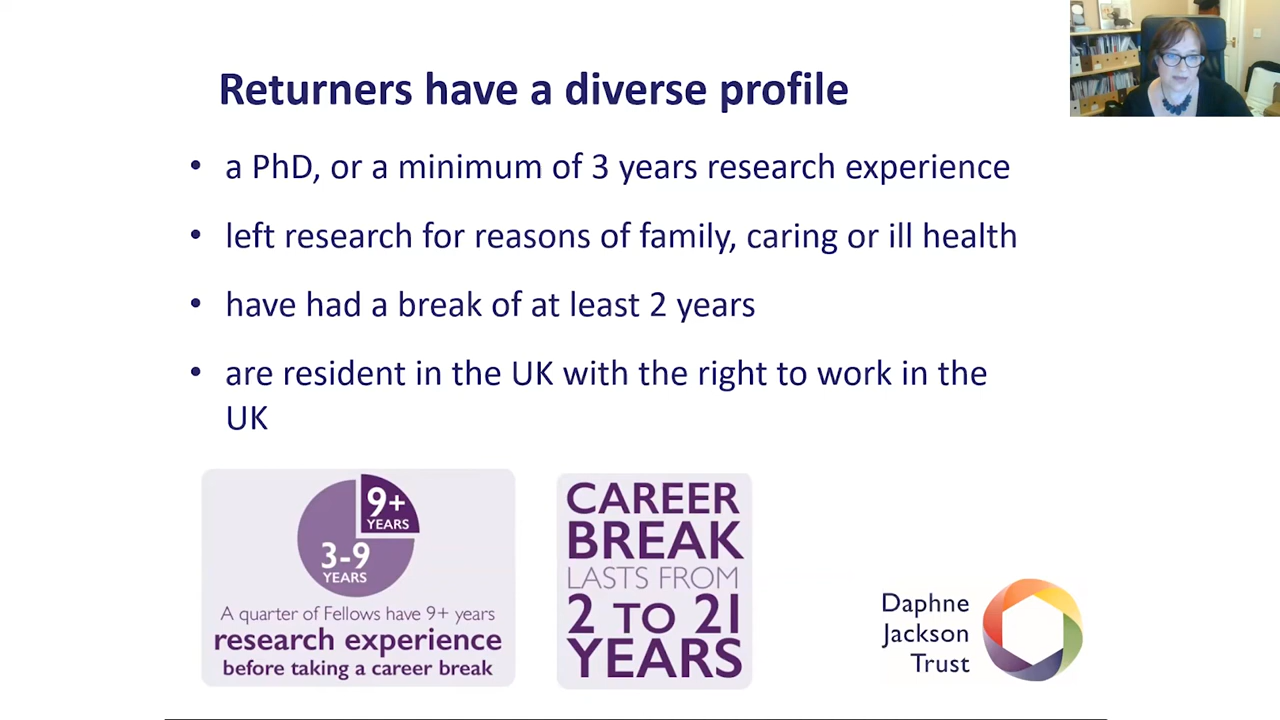 Returners have a diverse profile
• a PhD, or a minimum of 3 years research experience
• left research for reasons of family, caring or ill health
• have had a break of at least 2 years
• are resident in the UK with the right to work in the
UK
9+
YEARS
3-9
YEARS
A quarter of Fellows have 9+ years
research experience
before taking a career break
CAREER
BREAK
LASTS FROM
2 TO 21
YEARS
Daphne
Jackson
Trust